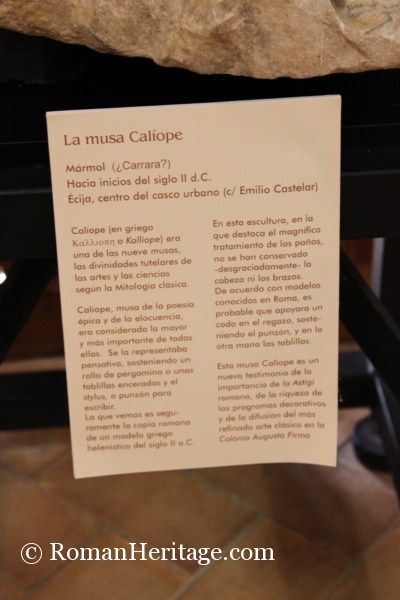 La musa Calíope
Mármol (¿Carrara?)
Hacia inicios del siglo II d.C.
Écija, centro del casco urbano (c/ Emilio Castelar)
Calíope (en griego
Καλλιοπη o Kalliope) era
una de las nueve musas,
las divinidades tutelares de
las artes y las ciencias
según la Mitología clásica.
Calíope, musa de la poesía
épica y de la elocuencia,
era considerada la mayor
y más importante de todas
ellas. Se la representaba
pensativa, sosteniendo un
rollo de pergamino o unas
tablillas enceradas y el
stylus, o punzón para
escribir.
Lo que vemos es segu-
ramente la copia romana
de un modelo griego
helenístico del siglo II a.C.
En esta escultura, en la
que destaca el magnífico
tratamiento de los paños,
no se han conservado
-desgraciadamente- la
cabeza ni los brazos.
De acuerdo con modelos
conocidos en Roma, es
probable que apoyara un
codo en el regazo, soste-
niendo el punzón, y en la
otra mano las tablillas.
Esta musa Calíope es un
nuevo testimonio de la
importancia de la Astigi
romana, de la riqueza de
los programas decorativos
y de la difusión del más
refinado arte clásico en la
Colonia Augusta Firma
© RomanHeritage.com